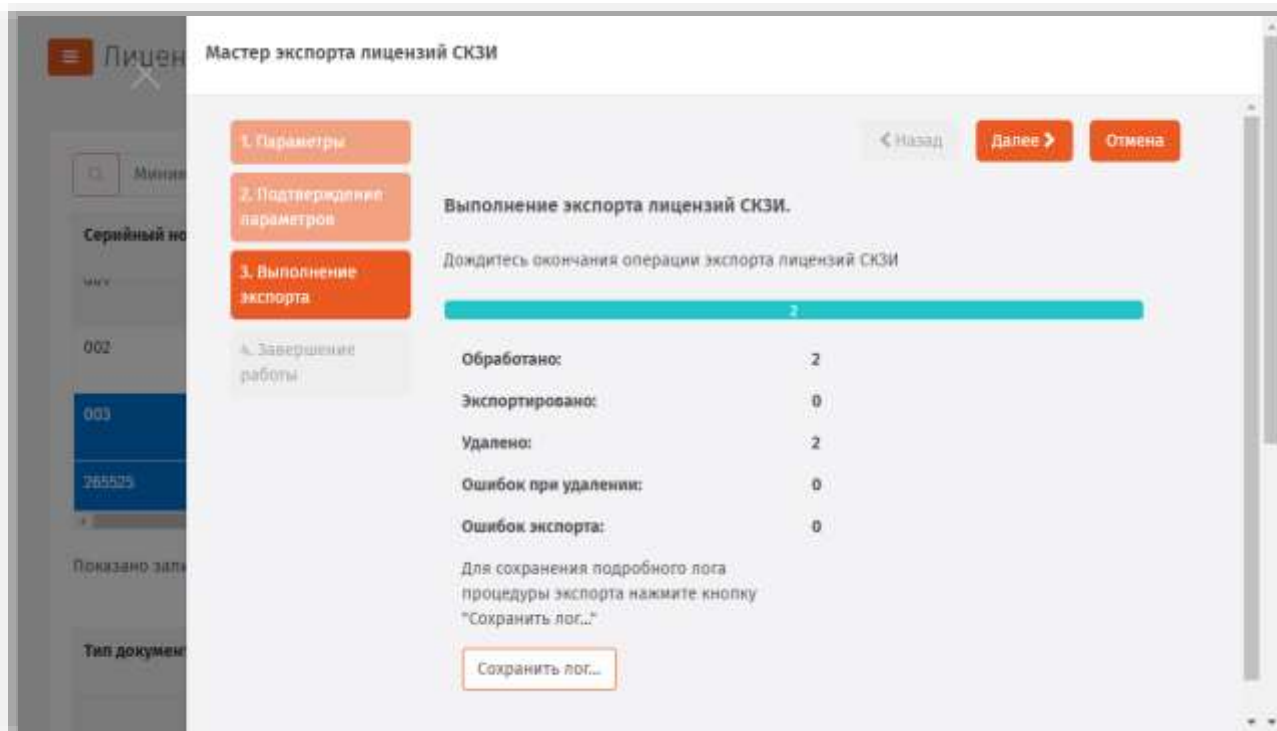 Лицен
Мастер экспорта лицензий СКЗИ
1. Параметры
Назад
Далее
Отмена
2. Подтверждение
параметров
Выполнение экспорта лицензий СКЗИ.
Серийный но
Дождитесь окончания операции экспорта лицензий СКЗИ
3. Выполнение
экспорта
2
002
4. Завершение
работы
Обработано: 2
Экспортировано: 0
003
Удалено: 2
265525
Ошибок при удалении: 0
Ошибок экспорта: 0
Показано запи
Для сохранения подробного лога
процедуры экспорта нажмите кнопку
"Сохранить лог..."
Тип докумен
Сохранить лог...